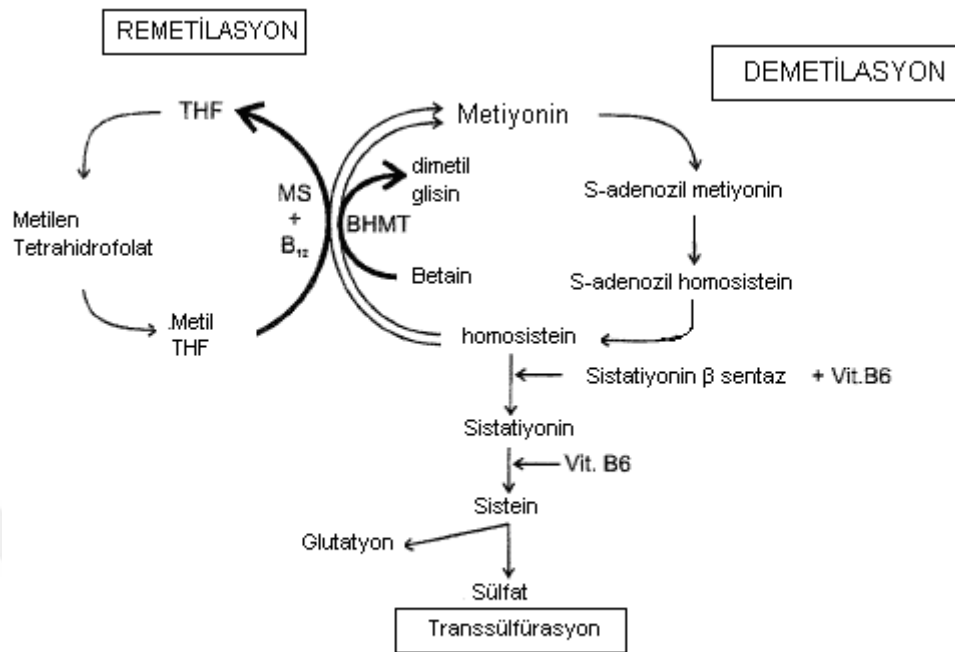 REMETİLASYON
DEMETİLASYON
THF
Metiyonin
dimetil
glisin
MS
+
B₁₂
BHMT
S-adenozil metiyonin
Metilen
Tetrahidrofolat
Betain
S-adenozil homosistein
.Metil
THF
homosistein
Sistatiyonin β sentaz + Vit.B6
Sistatiyonin
Vit. B6
Sistein
Glutatyon
Sülfat
Transsülfürasyon